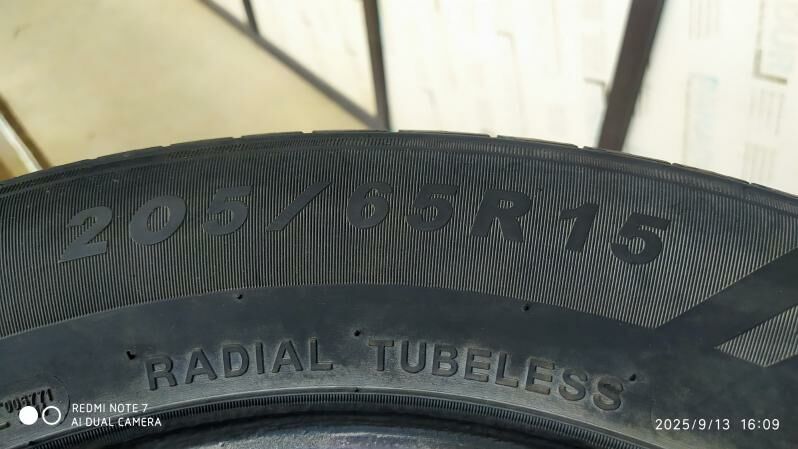 205/65R15
RADIAL TUBELESS
REDMI NOTE 7
AI DUAL CAMERA
2025/9/13 16:09